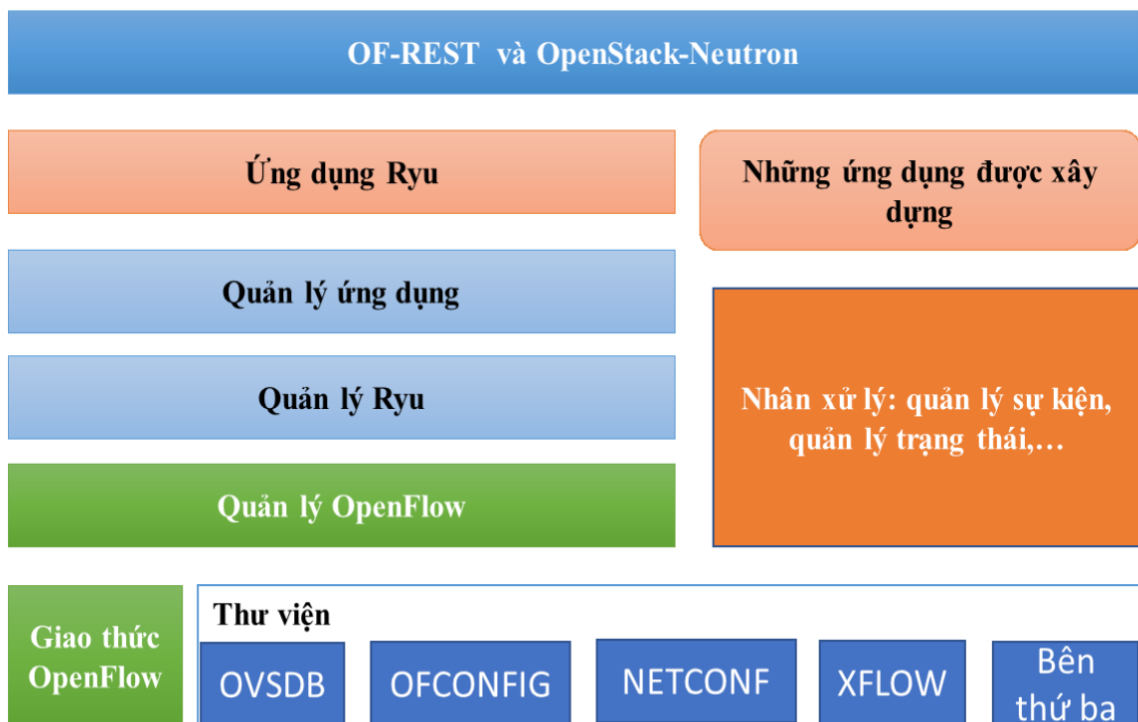 OF-REST và OpenStack-Neutron
Ứng dụng Ryu
Những ứng dụng được xây
dựng
Quản lý ứng dụng
Quản lý Ryu
Nhân xử lý: quản lý sự kiện,
quản lý trạng thái,…
Quản lý OpenFlow
Giao thức
OpenFlow
Thư viện
OVSDB
OFCONFIG
NETCONF
XFLOW
Bên
thứ ba